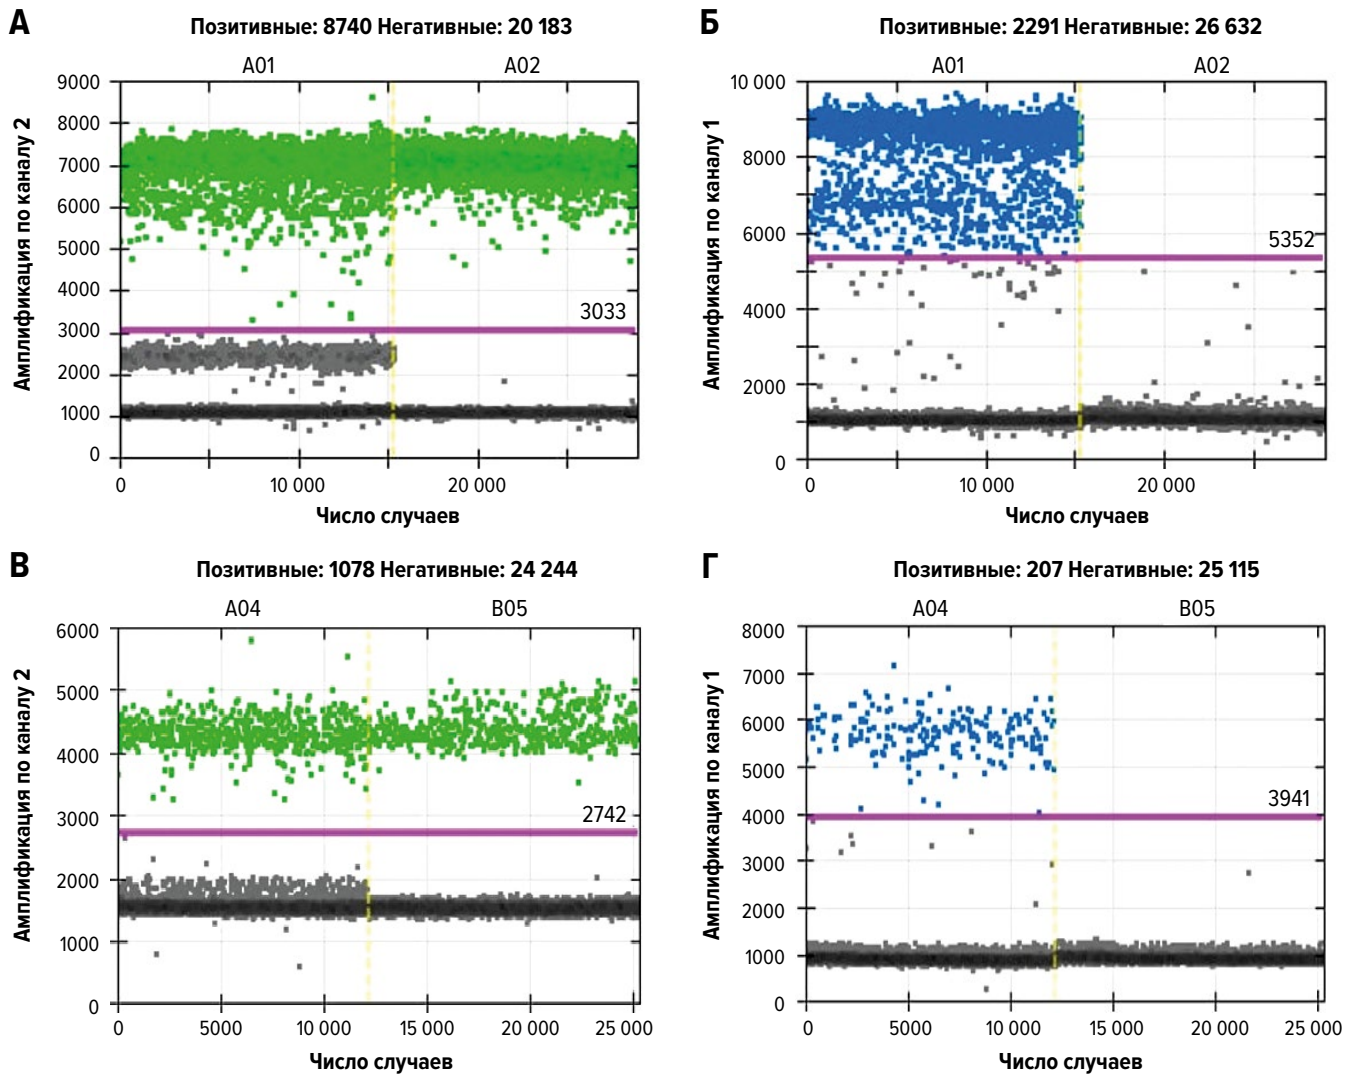 А
Позитивные: 8740 Негативные: 20 183
A01 A02
Амплификация по каналу 2
9000
8000
7000
6000
5000
4000
3000
2000
1000
0
3033
0 10 000 20 000
Число случаев
Б
Позитивные: 2291 Негативные: 26 632
A01 A02
Амплификация по каналу 1
10 000
8000
6000
4000
2000
0
5352
0 10 000 20 000
Число случаев
В
Позитивные: 1078 Негативные: 24 244
A04 B05
Амплификация по каналу 2
6000
5000
4000
3000
2000
1000
0
2742
0 5000 10 000 15 000 20 000 25 000
Число случаев
Г
Позитивные: 207 Негативные: 25 115
A04 B05
Амплификация по каналу 1
8000
7000
6000
5000
4000
3000
2000
1000
0
3941
0 5000 10 000 15 000 20 000 25 000
Число случаев